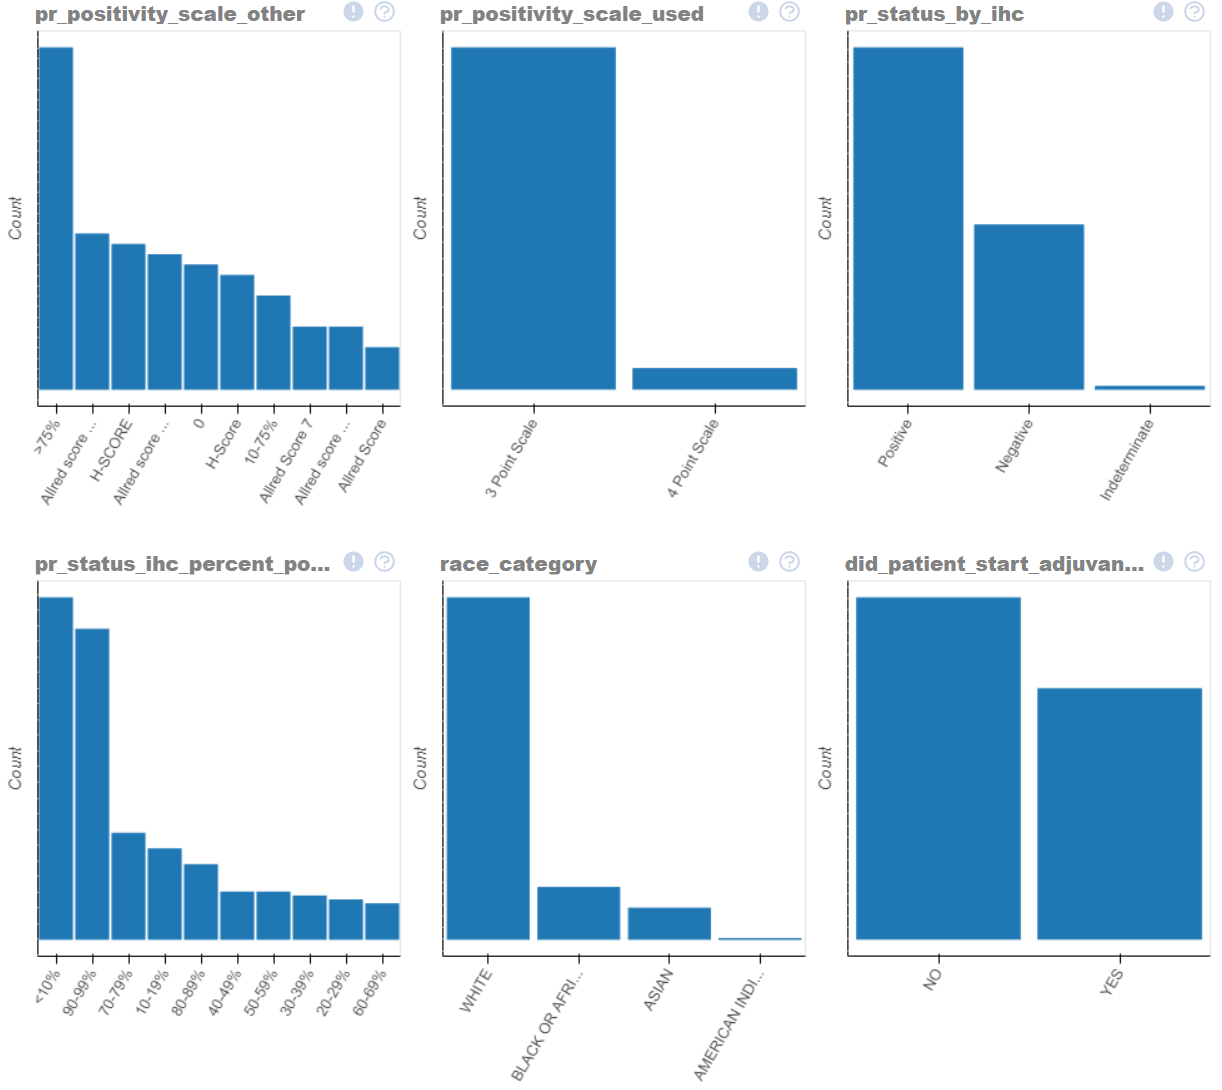 pr_positivity_scale_other
pr_positivity_scale_used
pr_status_by_ihc
Count
>75%
Allred score ...
H-SCORE
Allred score ...
0
H-Score
10-75%
Allred Score 7
Allred score ...
Allred Score
Count
3 Point Scale
4 Point Scale
Count
Positive
Negative
Indeterminate
pr_status_ihc_percent_po...
race_category
did_patient_start_adjuvan...
Count
<10%
90-99%
70-79%
10-19%
80-89%
40-49%
50-59%
30-39%
20-29%
60-69%
Count
WHITE
BLACK OR AFRI...
ASIAN
AMERICAN INDI...
Count
NO
YES